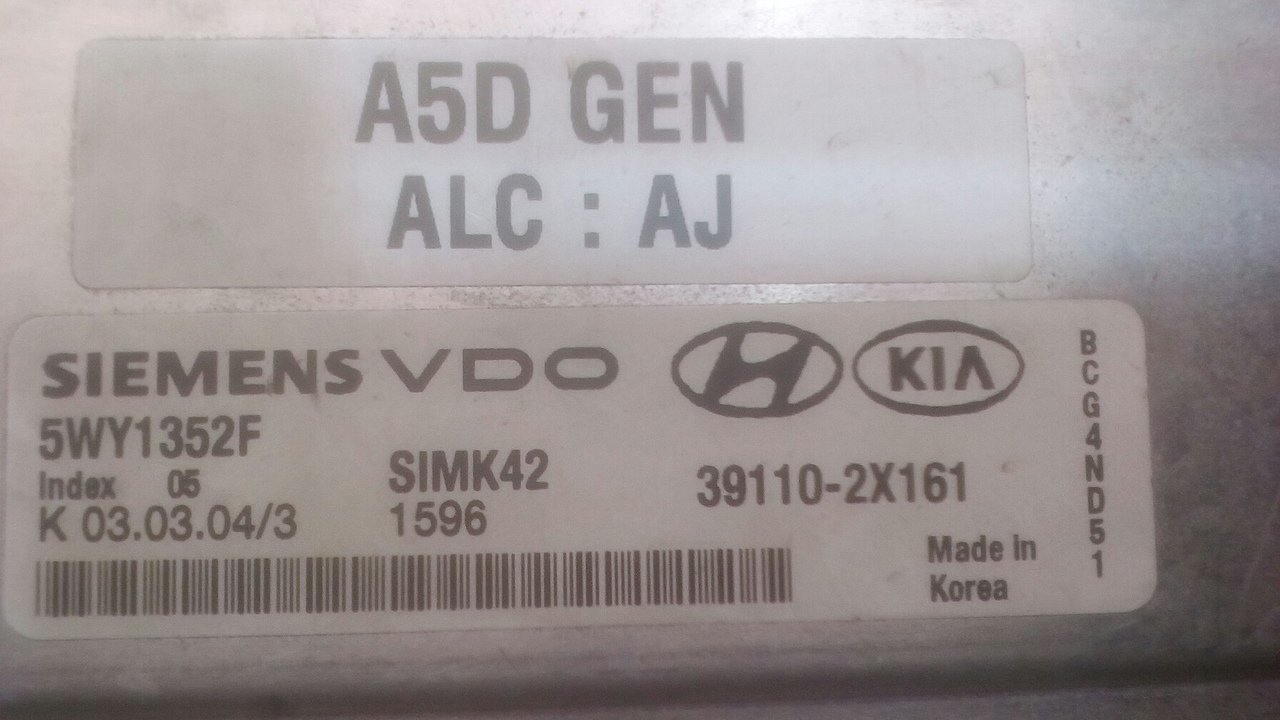 A5D GEN
ALC : AJ
SIEMENS VDO
KIA
5WY1352F
Index 05
SIMK42
39110-2X161
K 03.03.04/3
1596
Made in
Korea
BCG4ND51